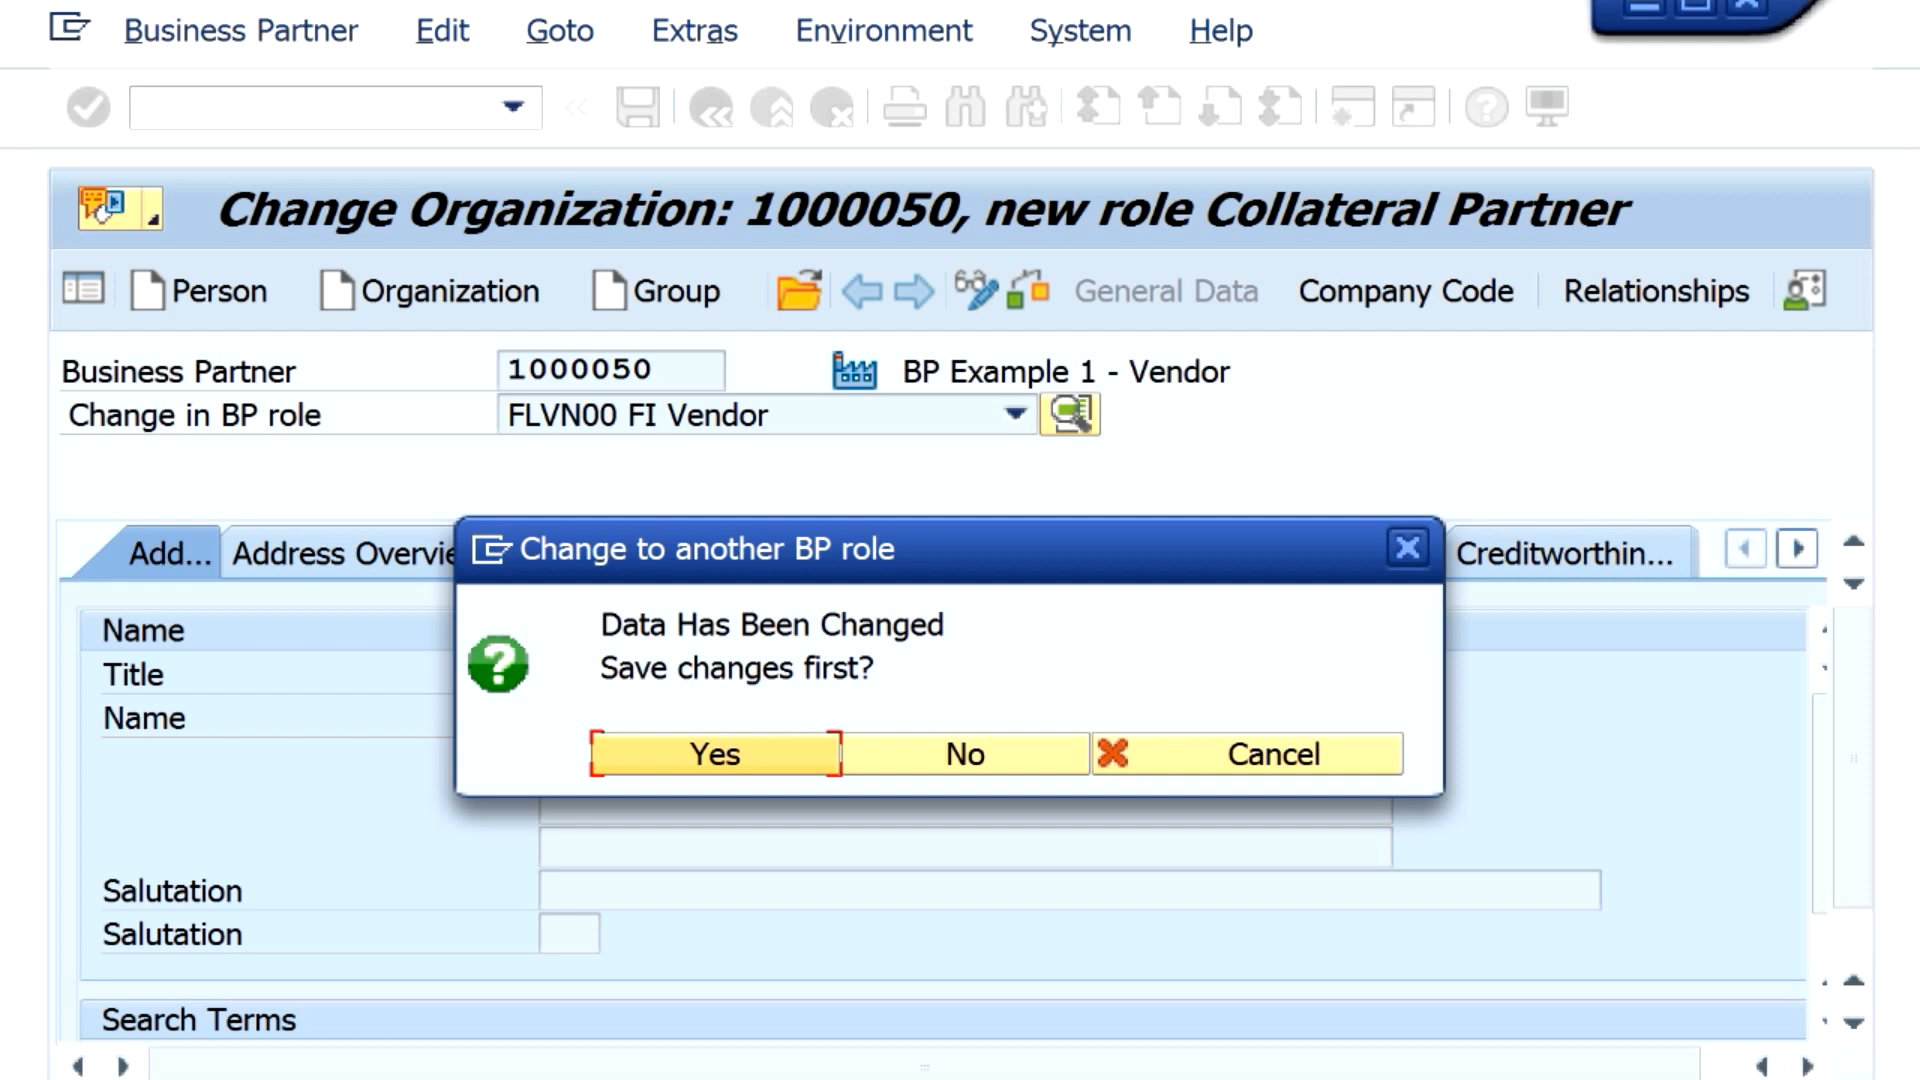 Business Partner Edit Goto Extras Environment System Help
Change Organization: 1000050, new role Collateral Partner
Person Organization Group General Data Company Code Relationships
Business Partner 1000050 BP Example 1 - Vendor
Change in BP role FLVN00 FI Vendor
Add... Address Overvie Creditworthin...
Change to another BP role
Data Has Been Changed
Save changes first?
Yes No Cancel
Name
Title
Name
Salutation
Salutation
Search Terms